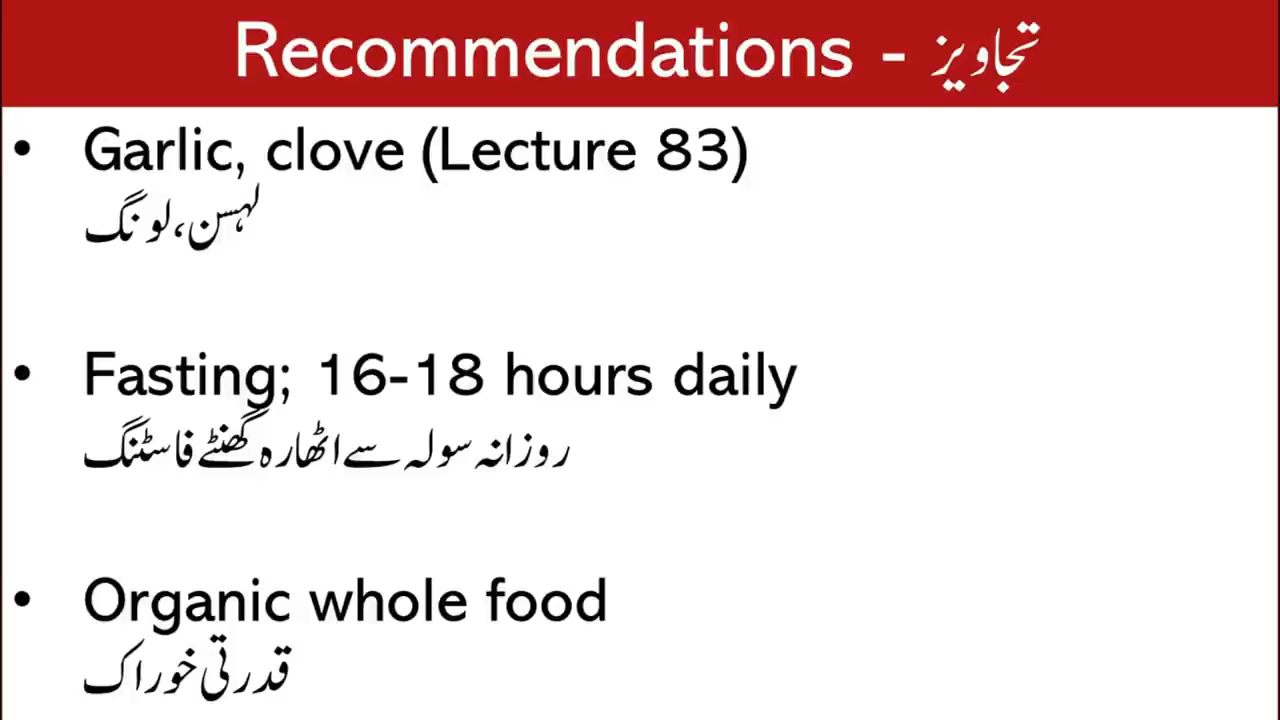 Recommendations - تجاویز
• Garlic, clove (Lecture 83)
لہسن، لونگ
• Fasting; 16-18 hours daily
روزانہ سولہ سے اٹھارہ گھنٹے فاسٹنگ
• Organic whole food
قدرتی خوراک